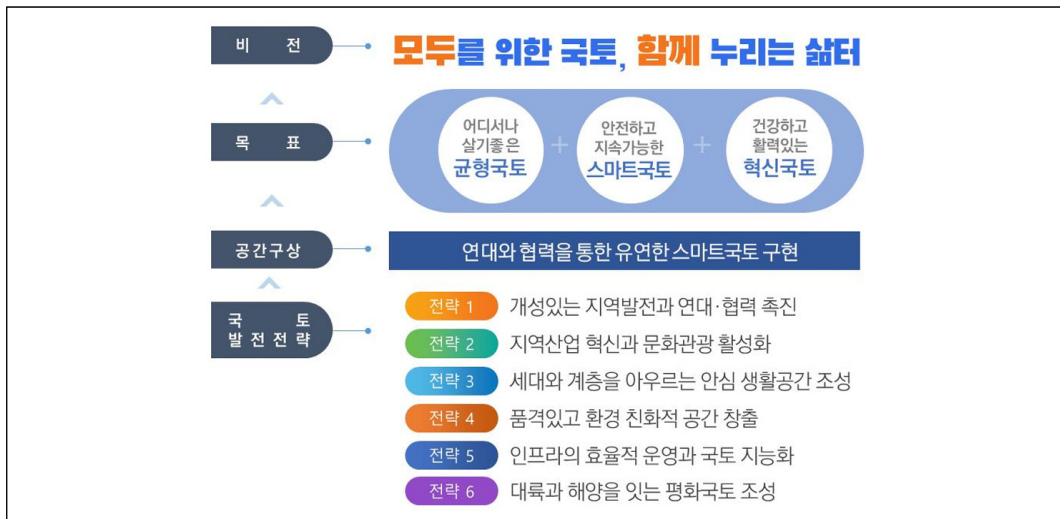 비 전
모두를 위한 국토, 함께 누리는 삶터
목 표
어디서나
살기좋은
균형국토
+
안전하고
지속가능한
스마트국토
+
건강하고
활력있는
혁신국토
공간구상
연대와 협력을 통한 유연한 스마트국토 구현
국 토
발전전략
전략 1 개성있는 지역발전과 연대·협력 촉진
전략 2 지역산업 혁신과 문화관광 활성화
전략 3 세대와 계층을 아우르는 안심 생활공간 조성
전략 4 품격있고 환경 친화적 공간 창출
전략 5 인프라의 효율적 운영과 국토 지능화
전략 6 대륙과 해양을 잇는 평화국토 조성